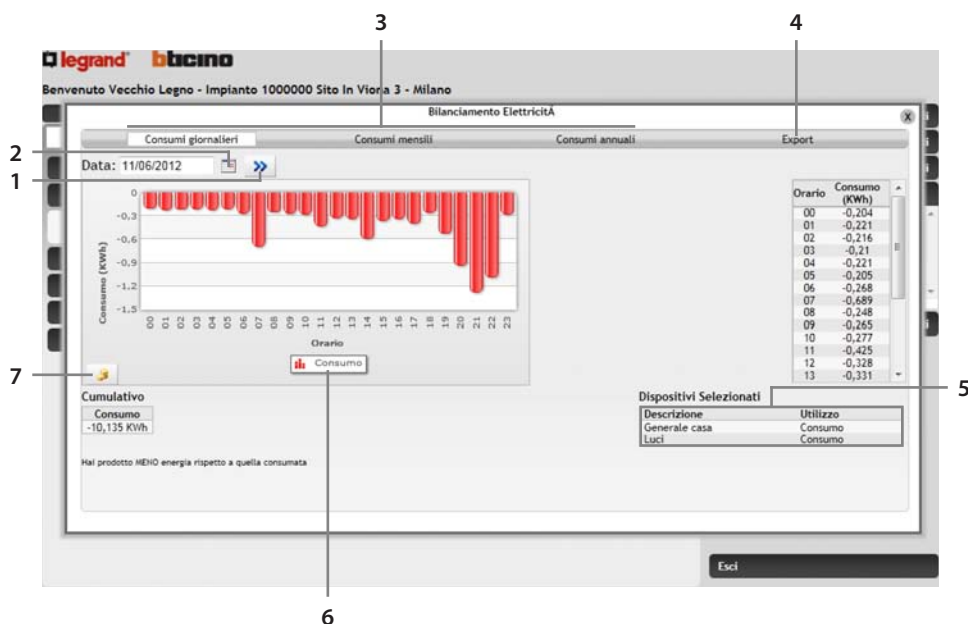 3
4
legrand bticino
Benvenuto Vecchio Legno - Impianto 1000000 Sito In Viona 3 - Milano
Bilanciamento ElettricitÃ
X
Consumi giornalieri Consumi mensili Consumi annuali Export
2
Data: 11/06/2012
1
0
-0,3
-0,6
-0,9
-1,2
-1,5
Consumo (KWh)
00 01 02 03 04 05 06 07 08 09 10 11 12 13 14 15 16 17 18 19 20 21 22 23
Orario
Consumo
Orario Consumo (KWh)
00 -0,204
01 -0,221
02 -0,216
03 -0,21
04 -0,221
05 -0,205
06 -0,268
07 -0,689
08 -0,248
09 -0,265
10 -0,277
11 -0,425
12 -0,328
13 -0,331
7
5
Cumulativo
Consumo
-10,135 KWh
Dispositivi Selezionati
Descrizione Utilizzo
Generale casa Consumo
Luci Consumo
Hai prodotto MENO energia rispetto a quella consumata
Esci
6